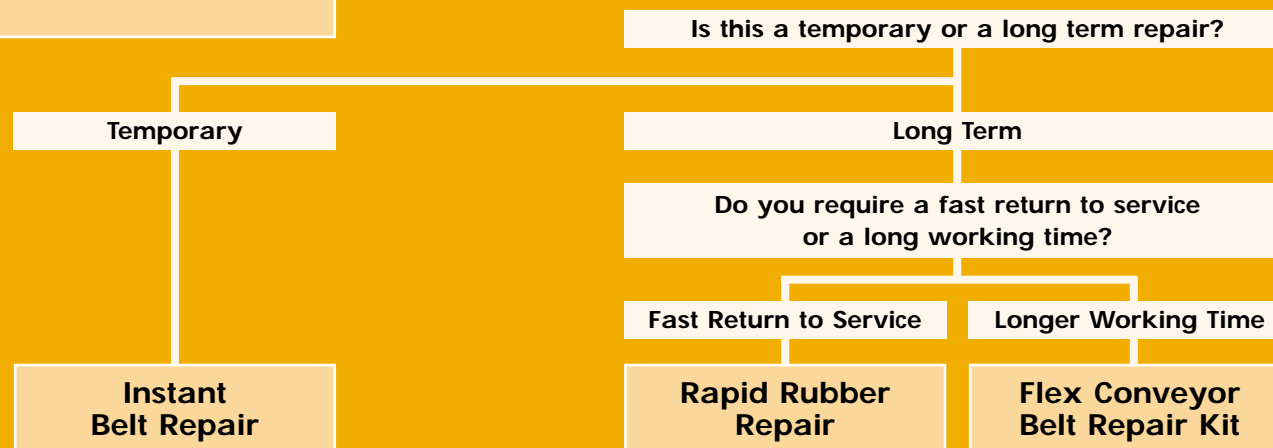 Is this a temporary or a long term repair?
Temporary
Long Term
Do you require a fast return to service
or a long working time?
Fast Return to Service
Longer Working Time
Instant
Belt Repair
Rapid Rubber
Repair
Flex Conveyor
Belt Repair Kit